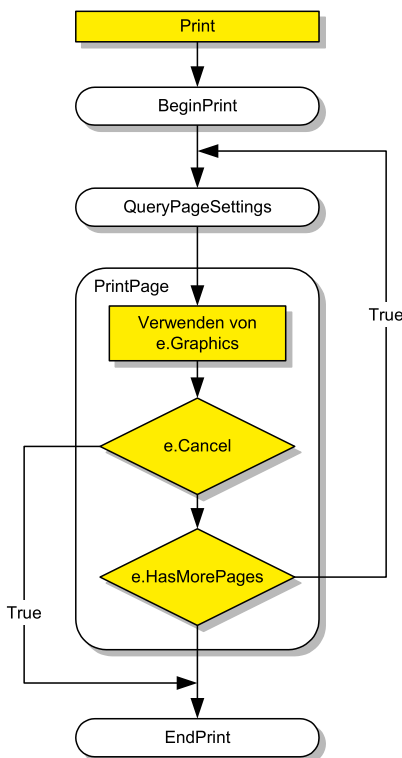 Print
BeginPrint
QueryPageSettings
PrintPage
Verwenden von
e.Graphics
True
e.Cancel
e.HasMorePages
True
EndPrint